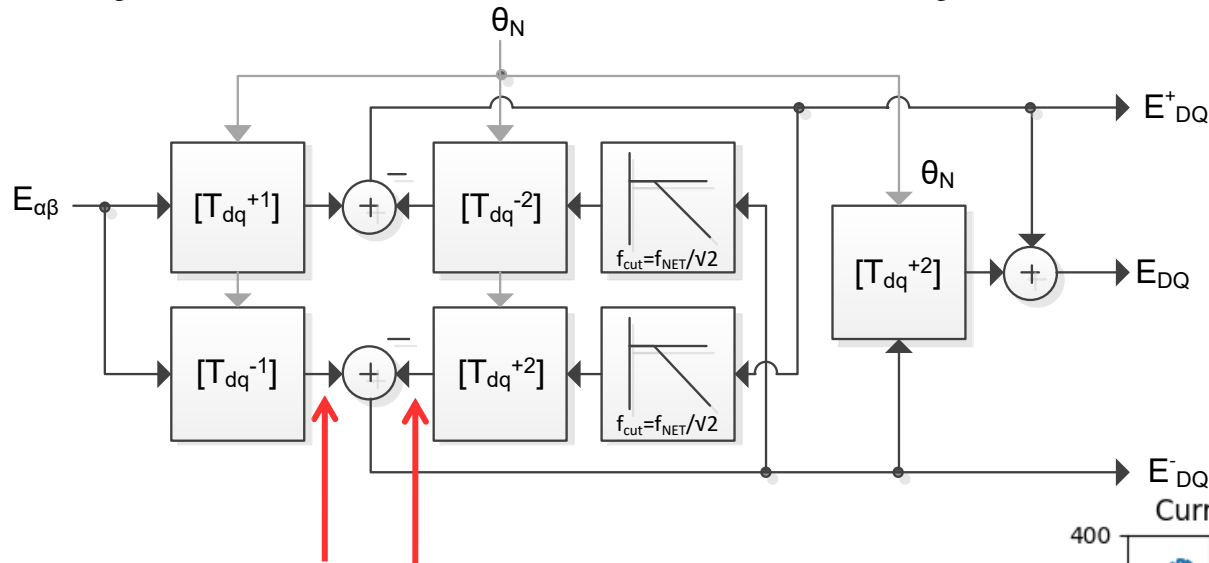 θN
E⁺DQ
θN
Eαβ
[Tdq⁺¹]
−
[Tdq⁻²]
fcut=fNET/√2
+
[Tdq⁺²]
+
EDQ
[Tdq⁻¹]
−
+
[Tdq⁺²]
fcut=fNET/√2
E⁻DQ
Curr
400